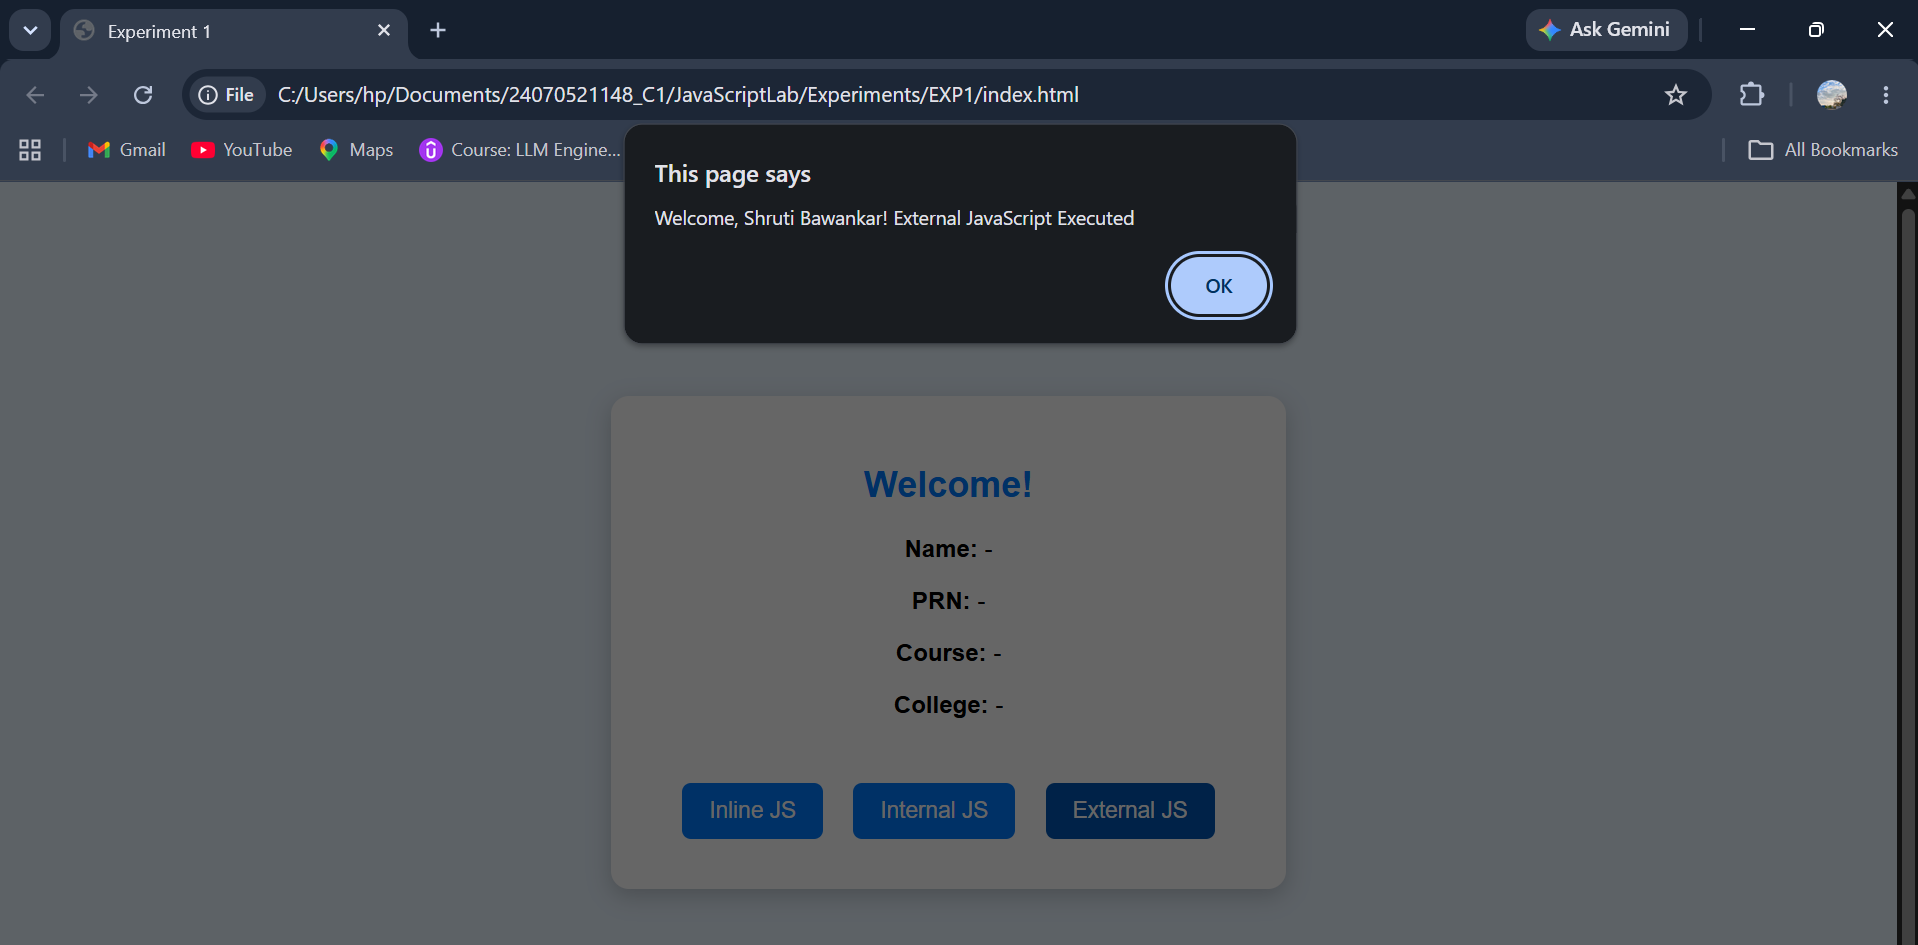 Experiment 1
Ask Gemini
File
C:/Users/hp/Documents/24070521148_C1/JavaScriptLab/Experiments/EXP1/index.html
Gmail
YouTube
Maps
Course: LLM Engine...
All Bookmarks
This page says
Welcome, Shruti Bawankar! External JavaScript Executed
OK
Welcome!
Name: -
PRN: -
Course: -
College: -
Inline JS
Internal JS
External JS